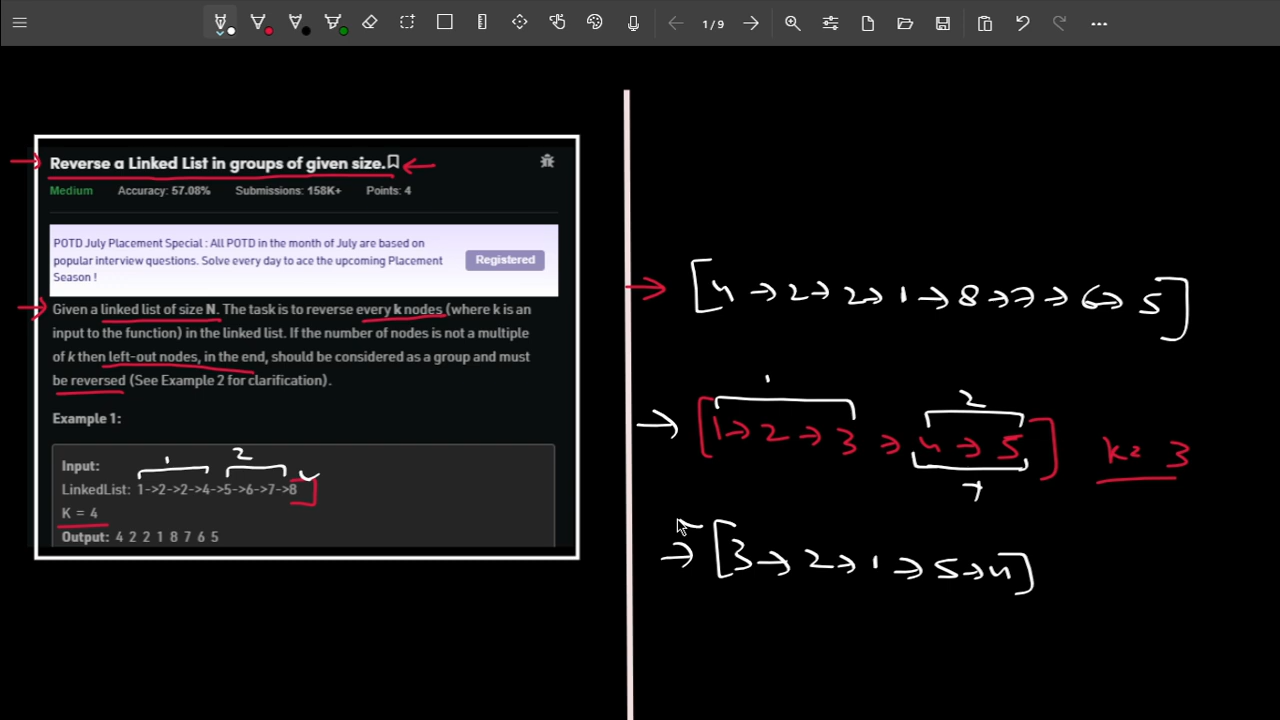 1/9
Reverse a Linked List in groups of given size.
Medium Accuracy: 57.08% Submissions: 158K+ Points: 4
POTD July Placement Special : All POTD in the month of July are based on
popular interview questions. Solve every day to ace the upcoming Placement
Season !
Registered
Given a linked list of size N. The task is to reverse every k nodes (where k is an
input to the function) in the linked list. If the number of nodes is not a multiple
of k then left-out nodes, in the end, should be considered as a group and must
be reversed (See Example 2 for clarification).
Example 1:
1 2
Input:
LinkedList: 1->2->2->4->5->6->7->8
K = 4
Output: 4 2 2 1 8 7 6 5
[4→2→2→1→8→7→6→5]
1 2
[1→2→3→4→5] k= 3
[3→2→1→5→4]